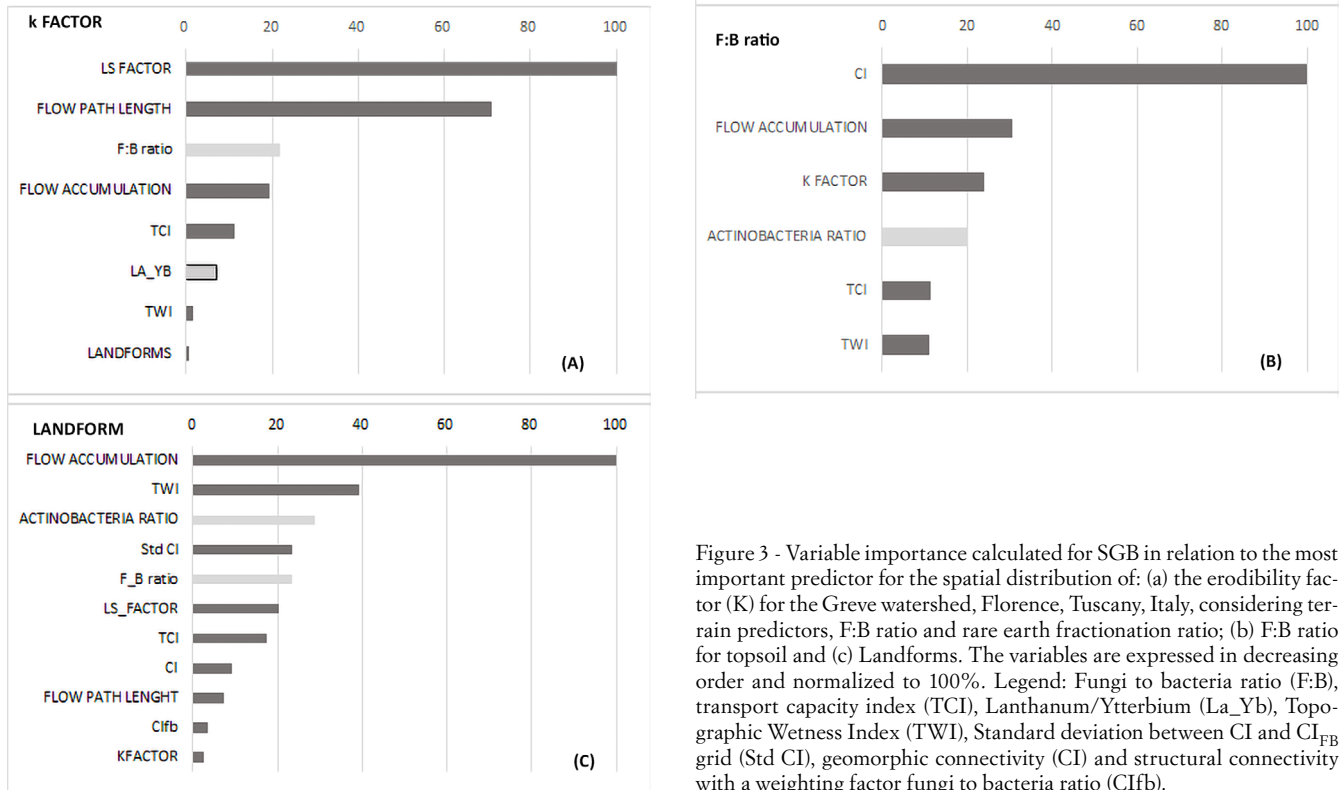 k FACTOR
0 20 40 60 80 100
LS FACTOR
FLOW PATH LENGTH
F:B ratio
FLOW ACCUMULATION
TCI
LA_YB
TWI
LANDFORMS
(A)
F:B ratio
0 20 40 60 80 100
CI
FLOW ACCUMULATION
K FACTOR
ACTINOBACTERIA RATIO
TCI
TWI
(B)
LANDFORM
0 20 40 60 80 100
FLOW ACCUMULATION
TWI
ACTINOBACTERIA RATIO
Std CI
F_B ratio
LS_FACTOR
TCI
CI
FLOW PATH LENGHT
CIfb
KFACTOR
(C)
Figure 3 - Variable importance calculated for SGB in relation to the most
important predictor for the spatial distribution of: (a) the erodibility fac-
tor (K) for the Greve watershed, Florence, Tuscany, Italy, considering ter-
rain predictors, F:B ratio and rare earth fractionation ratio; (b) F:B ratio
for topsoil and (c) Landforms. The variables are expressed in decreasing
order and normalized to 100%. Legend: Fungi to bacteria ratio (F:B),
transport capacity index (TCI), Lanthanum/Ytterbium (La_Yb), Topo-
graphic Wetness Index (TWI), Standard deviation between CI and CIFB
grid (Std CI), geomorphic connectivity (CI) and structural connectivity
with a weighting factor fungi to bacteria ratio (CIfb).